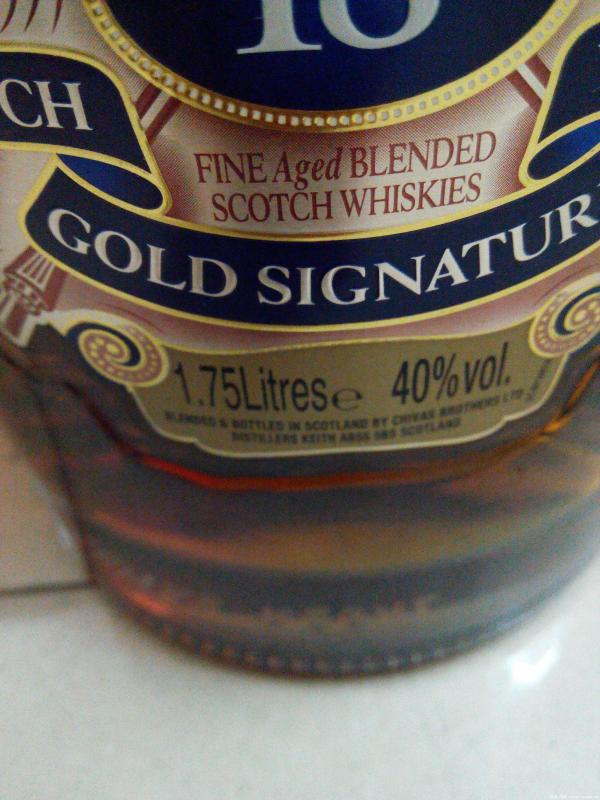 18
CH
FINE Aged BLENDED
SCOTCH WHISKIES
GOLD SIGNATUR
1.75Litres℮ 40%vol.
BLENDED & BOTTLED IN SCOTLAND BY CHIVAS BROTHERS LTD
DISTILLERS KEITH AB55 5BS SCOTLAND